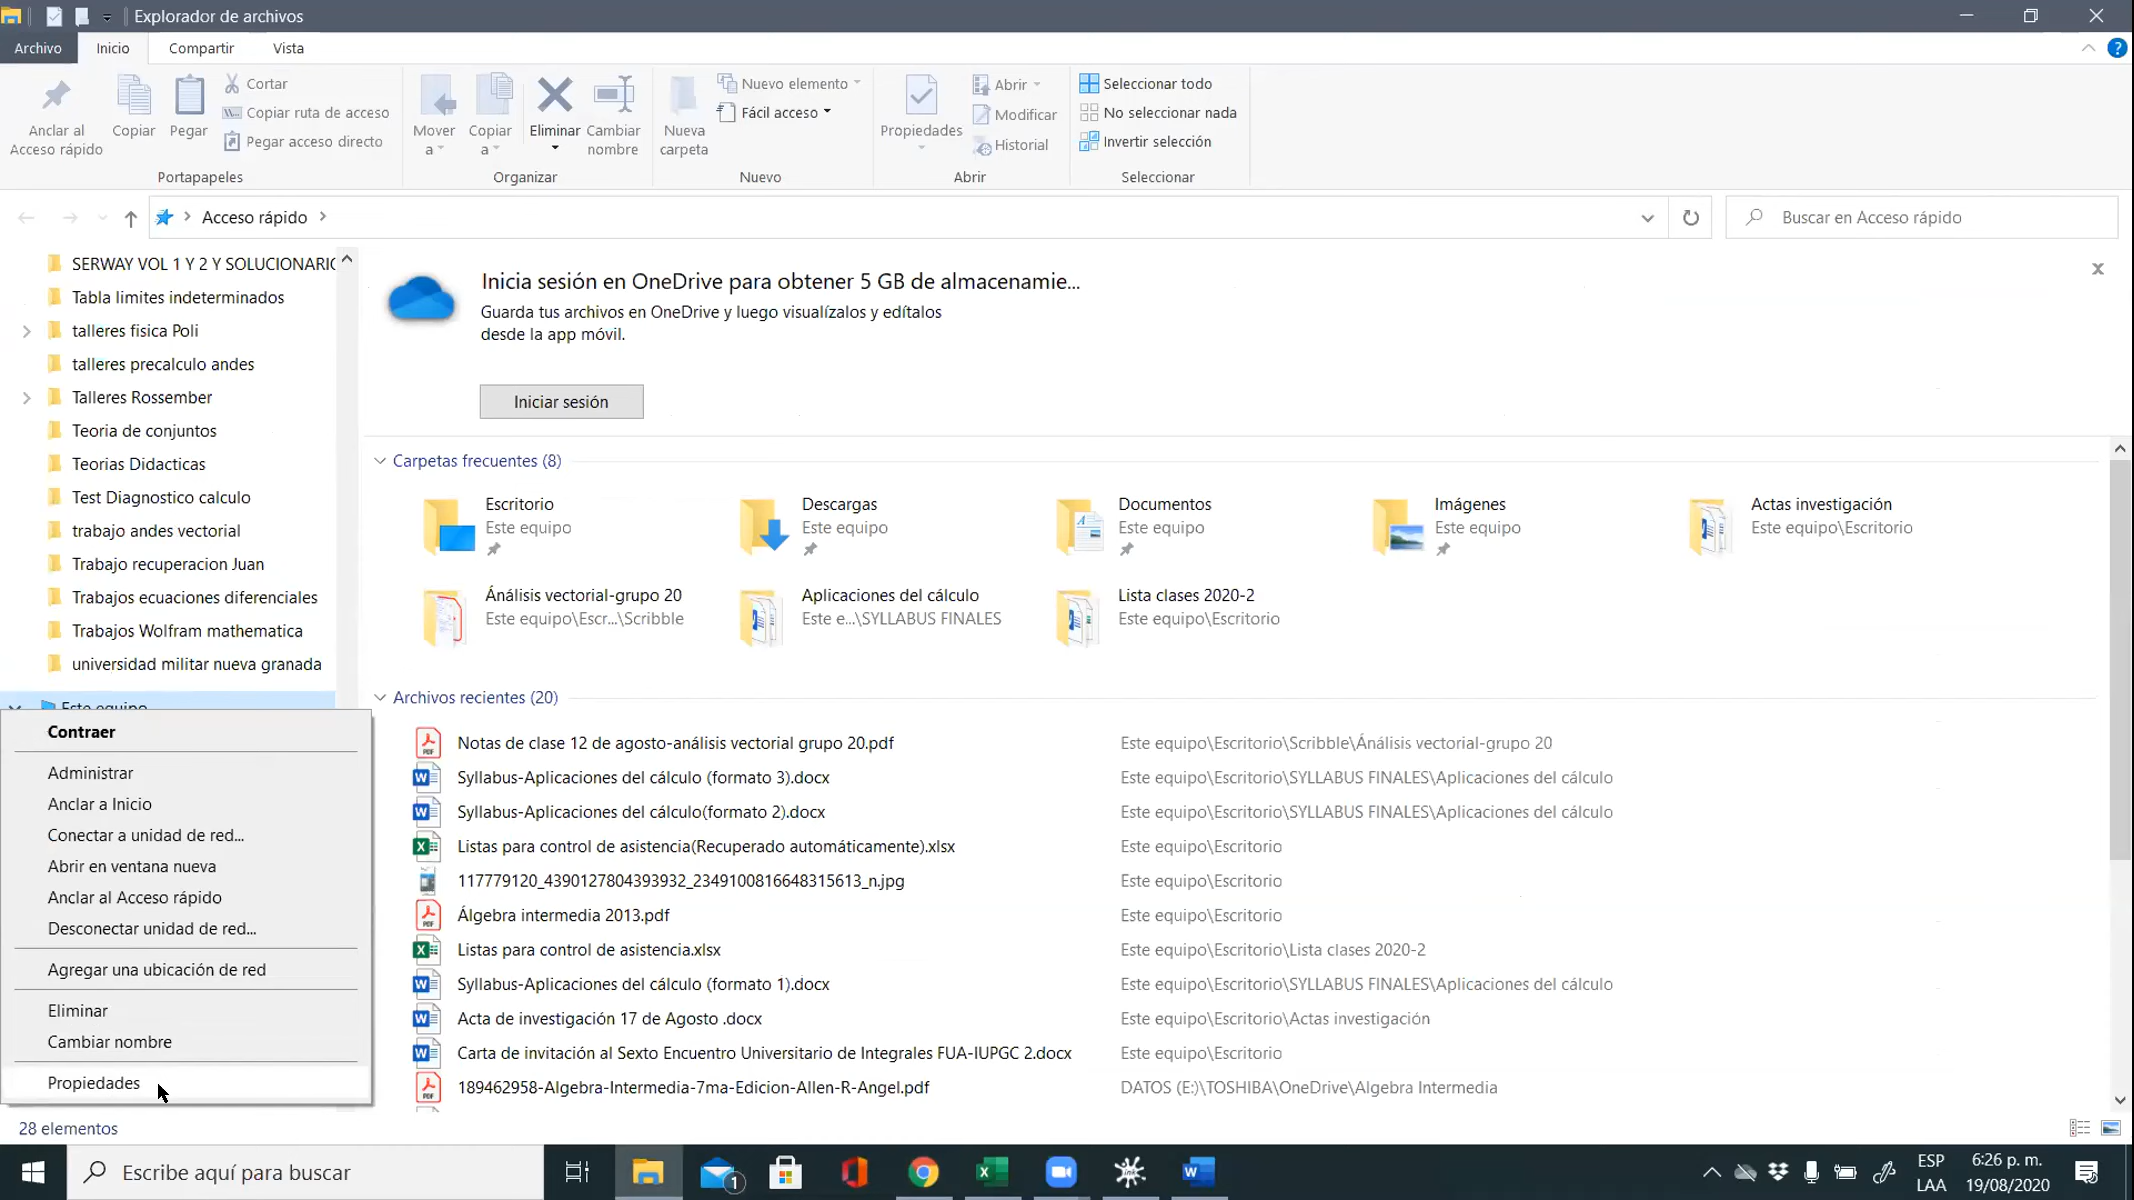 Explorador de archivos
Archivo
Inicio
Compartir
Vista
Anclar al
Acceso rápido
Copiar
Pegar
Cortar
Copiar ruta de acceso
Pegar acceso directo
Portapapeles
Mover
a
Copiar
a
Eliminar
Cambiar
nombre
Organizar
Nueva
carpeta
Nuevo elemento
Fácil acceso
Nuevo
Propiedades
Abrir
Modificar
Historial
Abrir
Seleccionar todo
No seleccionar nada
Invertir selección
Seleccionar
Acceso rápido
Buscar en Acceso rápido
SERWAY VOL 1 Y 2 Y SOLUCIONARIO
Tabla limites indeterminados
talleres fisica Poli
talleres precalculo andes
Talleres Rossember
Teoria de conjuntos
Teorias Didacticas
Test Diagnostico calculo
trabajo andes vectorial
Trabajo recuperacion Juan
Trabajos ecuaciones diferenciales
Trabajos Wolfram mathematica
universidad militar nueva granada
Este equipo
Contraer
Administrar
Anclar a Inicio
Conectar a unidad de red...
Abrir en ventana nueva
Anclar al Acceso rápido
Desconectar unidad de red...
Agregar una ubicación de red
Eliminar
Cambiar nombre
Propiedades
Inicia sesión en OneDrive para obtener 5 GB de almacenamie...
Guarda tus archivos en OneDrive y luego visualízalos y edítalos
desde la app móvil.
Iniciar sesión
Carpetas frecuentes (8)
Escritorio
Este equipo
Descargas
Este equipo
Documentos
Este equipo
Imágenes
Este equipo
Actas investigación
Este equipo\Escritorio
Ánálisis vectorial-grupo 20
Este equipo\Escr...\Scribble
Aplicaciones del cálculo
Este e...\SYLLABUS FINALES
Lista clases 2020-2
Este equipo\Escritorio
Archivos recientes (20)
Notas de clase 12 de agosto-análisis vectorial grupo 20.pdf Este equipo\Escritorio\Scribble\Ánálisis vectorial-grupo 20
Syllabus-Aplicaciones del cálculo (formato 3).docx Este equipo\Escritorio\SYLLABUS FINALES\Aplicaciones del cálculo
Syllabus-Aplicaciones del cálculo(formato 2).docx Este equipo\Escritorio\SYLLABUS FINALES\Aplicaciones del cálculo
Listas para control de asistencia(Recuperado automáticamente).xlsx Este equipo\Escritorio
117779120_4390127804393932_2349100816648315613_n.jpg Este equipo\Escritorio
Álgebra intermedia 2013.pdf Este equipo\Escritorio
Listas para control de asistencia.xlsx Este equipo\Escritorio\Lista clases 2020-2
Syllabus-Aplicaciones del cálculo (formato 1).docx Este equipo\Escritorio\SYLLABUS FINALES\Aplicaciones del cálculo
Acta de investigación 17 de Agosto .docx Este equipo\Escritorio\Actas investigación
Carta de invitación al Sexto Encuentro Universitario de Integrales FUA-IUPGC 2.docx Este equipo\Escritorio
189462958-Algebra-Intermedia-7ma-Edicion-Allen-R-Angel.pdf DATOS (E:)\TOSHIBA\OneDrive\Algebra Intermedia
28 elementos
Escribe aquí para buscar
1
ESP
LAA
6:26 p. m.
19/08/2020